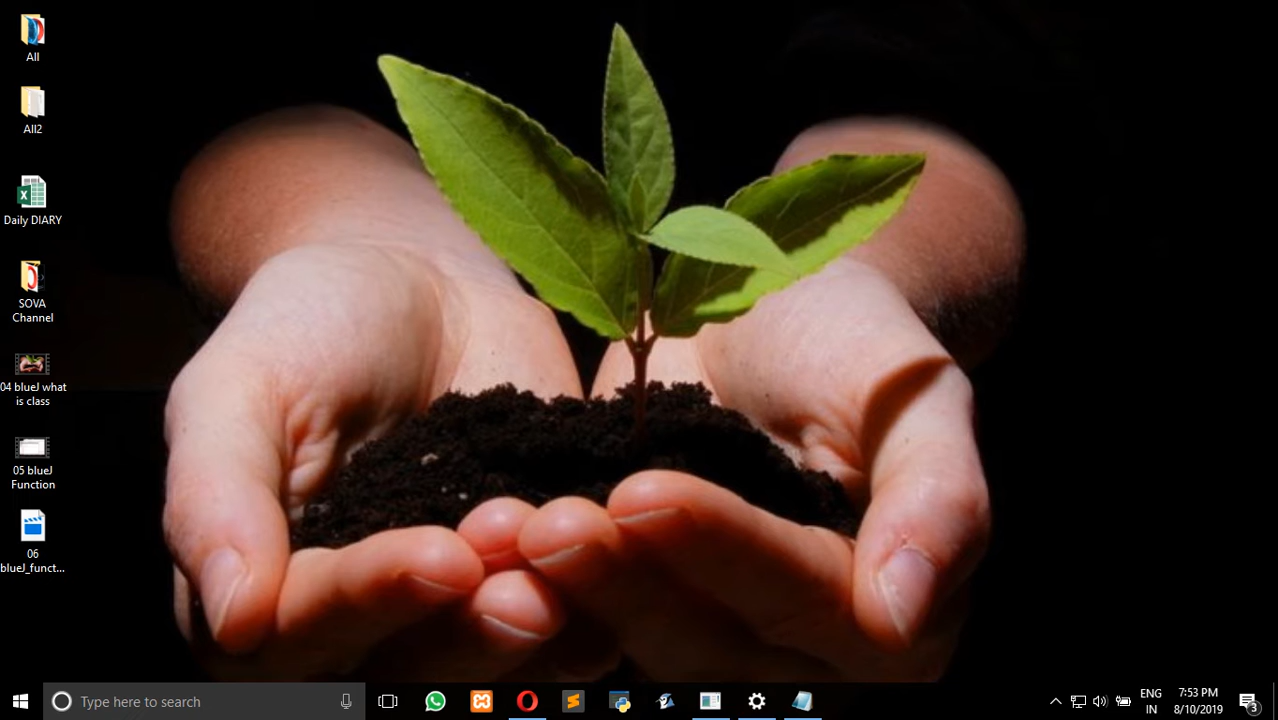 All
All2
Daily DIARY
SOVA
Channel
04 blueJ what
is class
05 blueJ
Function
06
blueJ_funct...
Type here to search
ENG
IN
7:53 PM
8/10/2019
3